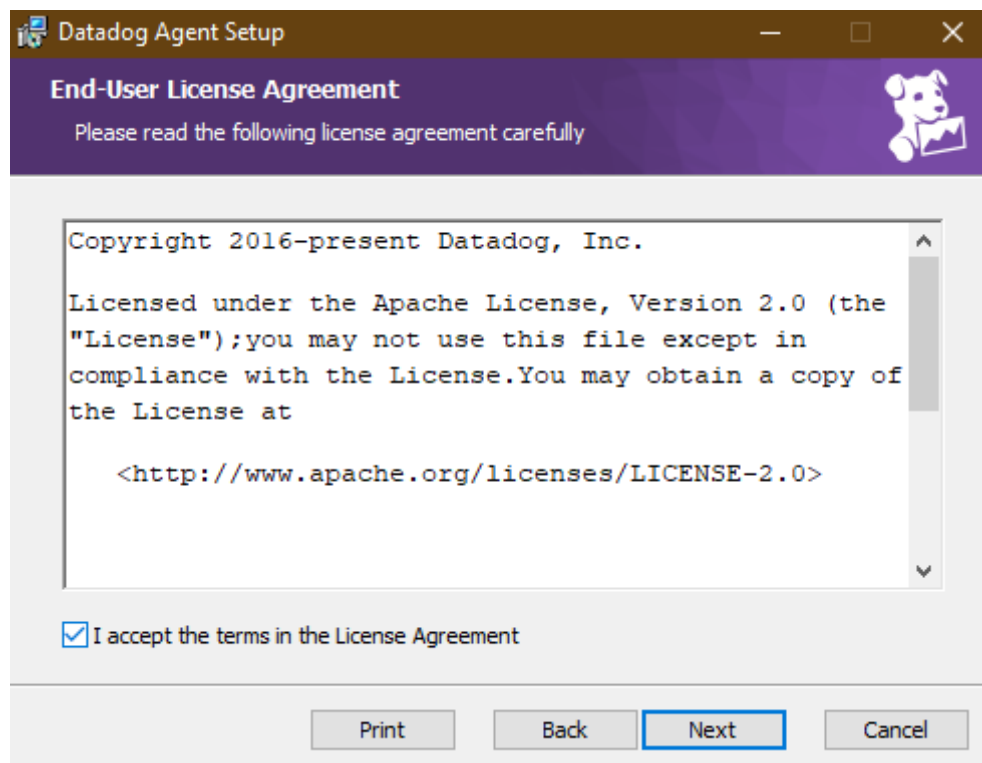 Datadog Agent Setup
End-User License Agreement
Please read the following license agreement carefully
Copyright 2016-present Datadog, Inc.
Licensed under the Apache License, Version 2.0 (the
"License");you may not use this file except in
compliance with the License.You may obtain a copy of
the License at
<http://www.apache.org/licenses/LICENSE-2.0>
I accept the terms in the License Agreement
Print Back Next Cancel